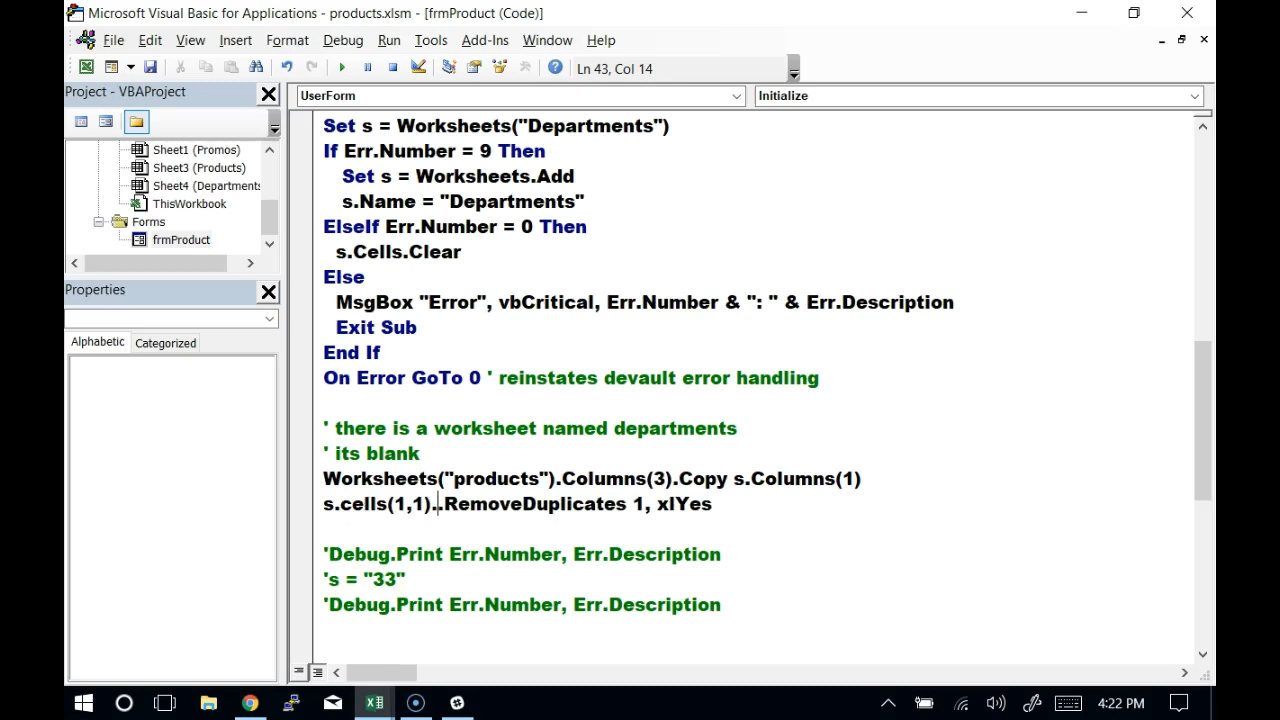 Microsoft Visual Basic for Applications - products.xlsm - [frmProduct (Code)]
File Edit View Insert Format Debug Run Tools Add-Ins Window Help
Ln 43, Col 14
Project - VBAProject
UserForm
Initialize
Sheet1 (Promos)
Sheet3 (Products)
Sheet4 (Departments
ThisWorkbook
Forms
frmProduct
Properties
Alphabetic Categorized
Set s = Worksheets("Departments")
If Err.Number = 9 Then
Set s = Worksheets.Add
s.Name = "Departments"
ElseIf Err.Number = 0 Then
s.Cells.Clear
Else
MsgBox "Error", vbCritical, Err.Number & ": " & Err.Description
Exit Sub
End If
On Error GoTo 0 ' reinstates devault error handling
' there is a worksheet named departments
' its blank
Worksheets("products").Columns(3).Copy s.Columns(1)
s.cells(1,1)..RemoveDuplicates 1, xlYes
'Debug.Print Err.Number, Err.Description
's = "33"
'Debug.Print Err.Number, Err.Description
4:22 PM